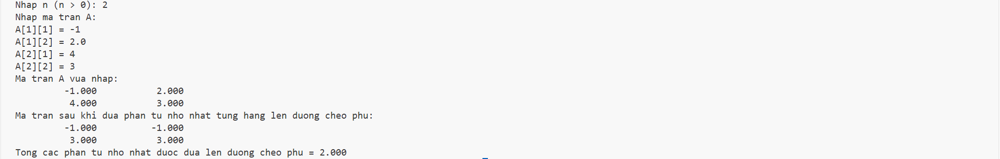 Nhap n (n > 0): 2
Nhap ma tran A:
A[1][1] = -1
A[1][2] = 2.0
A[2][1] = 4
A[2][2] = 3
Ma tran A vua nhap:
-1.000 2.000
4.000 3.000
Ma tran sau khi dua phan tu nho nhat tung hang len duong cheo phu:
-1.000 -1.000
3.000 3.000
Tong cac phan tu nho nhat duoc dua len duong cheo phu = 2.000